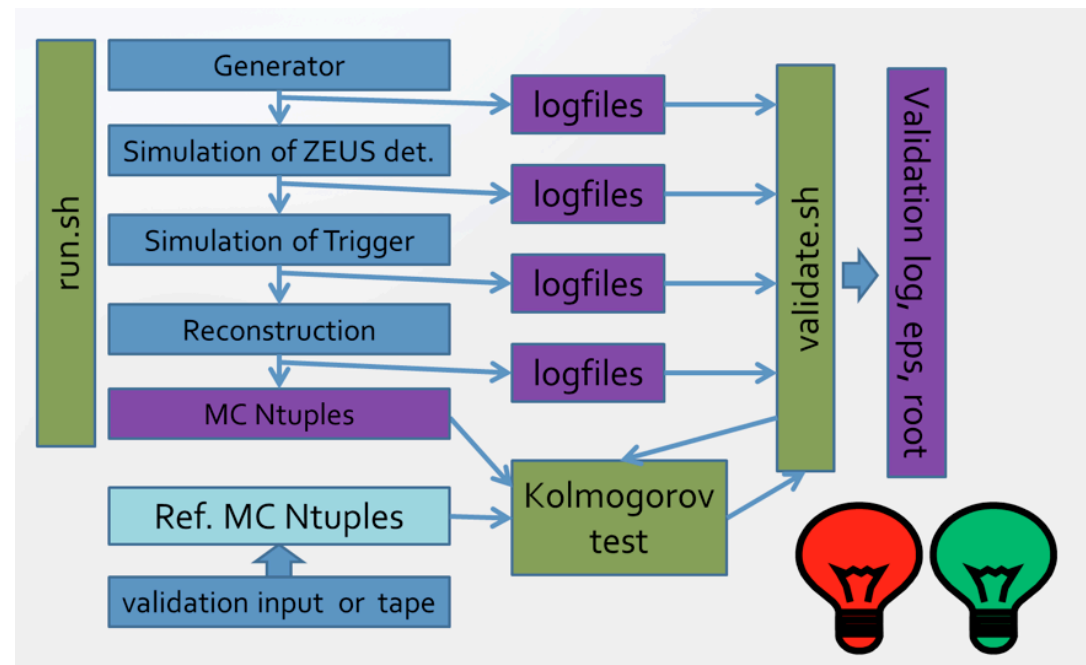 run.sh
Generator
Simulation of ZEUS det.
Simulation of Trigger
Reconstruction
MC Ntuples
Ref. MC Ntuples
validation input or tape
logfiles
logfiles
logfiles
logfiles
Kolmogorov
test
validate.sh
Validation log, eps, root